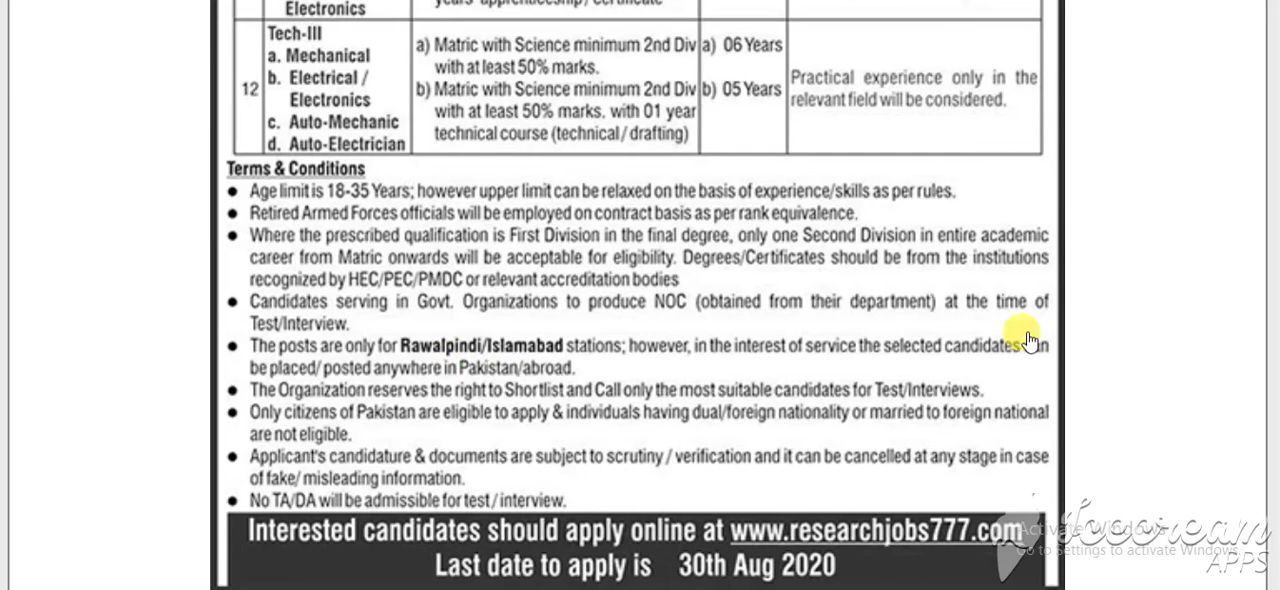 Electronics
years' apprenticeship/certificate
12
Tech-III
a. Mechanical
b. Electrical /
Electronics
c. Auto-Mechanic
d. Auto-Electrician
a) Matric with Science minimum 2nd Div
with at least 50% marks.
b) Matric with Science minimum 2nd Div
with at least 50% marks. with 01 year
technical course (technical/ drafting)
a) 06 Years
b) 05 Years
Practical experience only in the
relevant field will be considered.
Terms & Conditions
• Age limit is 18-35 Years; however upper limit can be relaxed on the basis of experience/skills as per rules.
• Retired Armed Forces officials will be employed on contract basis as per rank equivalence.
• Where the prescribed qualification is First Division in the final degree, only one Second Division in entire academic
career from Matric onwards will be acceptable for eligibility. Degrees/Certificates should be from the institutions
recognized by HEC/PEC/PMDC or relevant accreditation bodies
• Candidates serving in Govt. Organizations to produce NOC (obtained from their department) at the time of
Test/Interview.
• The posts are only for Rawalpindi/Islamabad stations; however, in the interest of service the selected candidates
be placed/ posted anywhere in Pakistan/abroad.
• The Organization reserves the right to Shortlist and Call only the most suitable candidates for Test/Interviews.
• Only citizens of Pakistan are eligible to apply & individuals having dual/foreign nationality or married to foreign national
are not eligible.
• Applicant's candidature & documents are subject to scrutiny / verification and it can be cancelled at any stage in case
of fake/ misleading information.
• No TA/DA will be admissible for test / interview.
Interested candidates should apply online at www.researchjobs777.com
Last date to apply is 30th Aug 2020
Activate Windows
Go to Settings to activate Windows.
Icecream
APPS